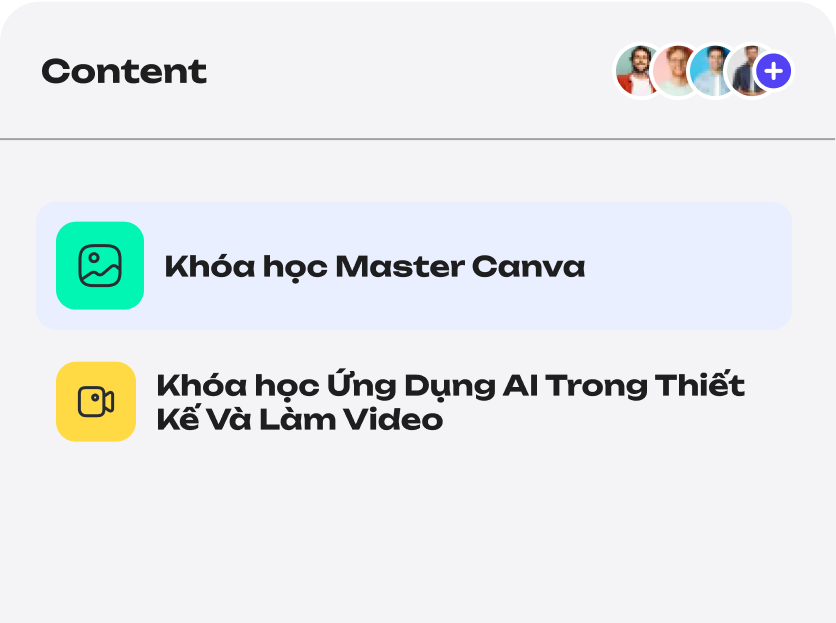 Content
Khóa học Master Canva
Khóa học Ứng Dụng AI Trong Thiết
Kế Và Làm Video